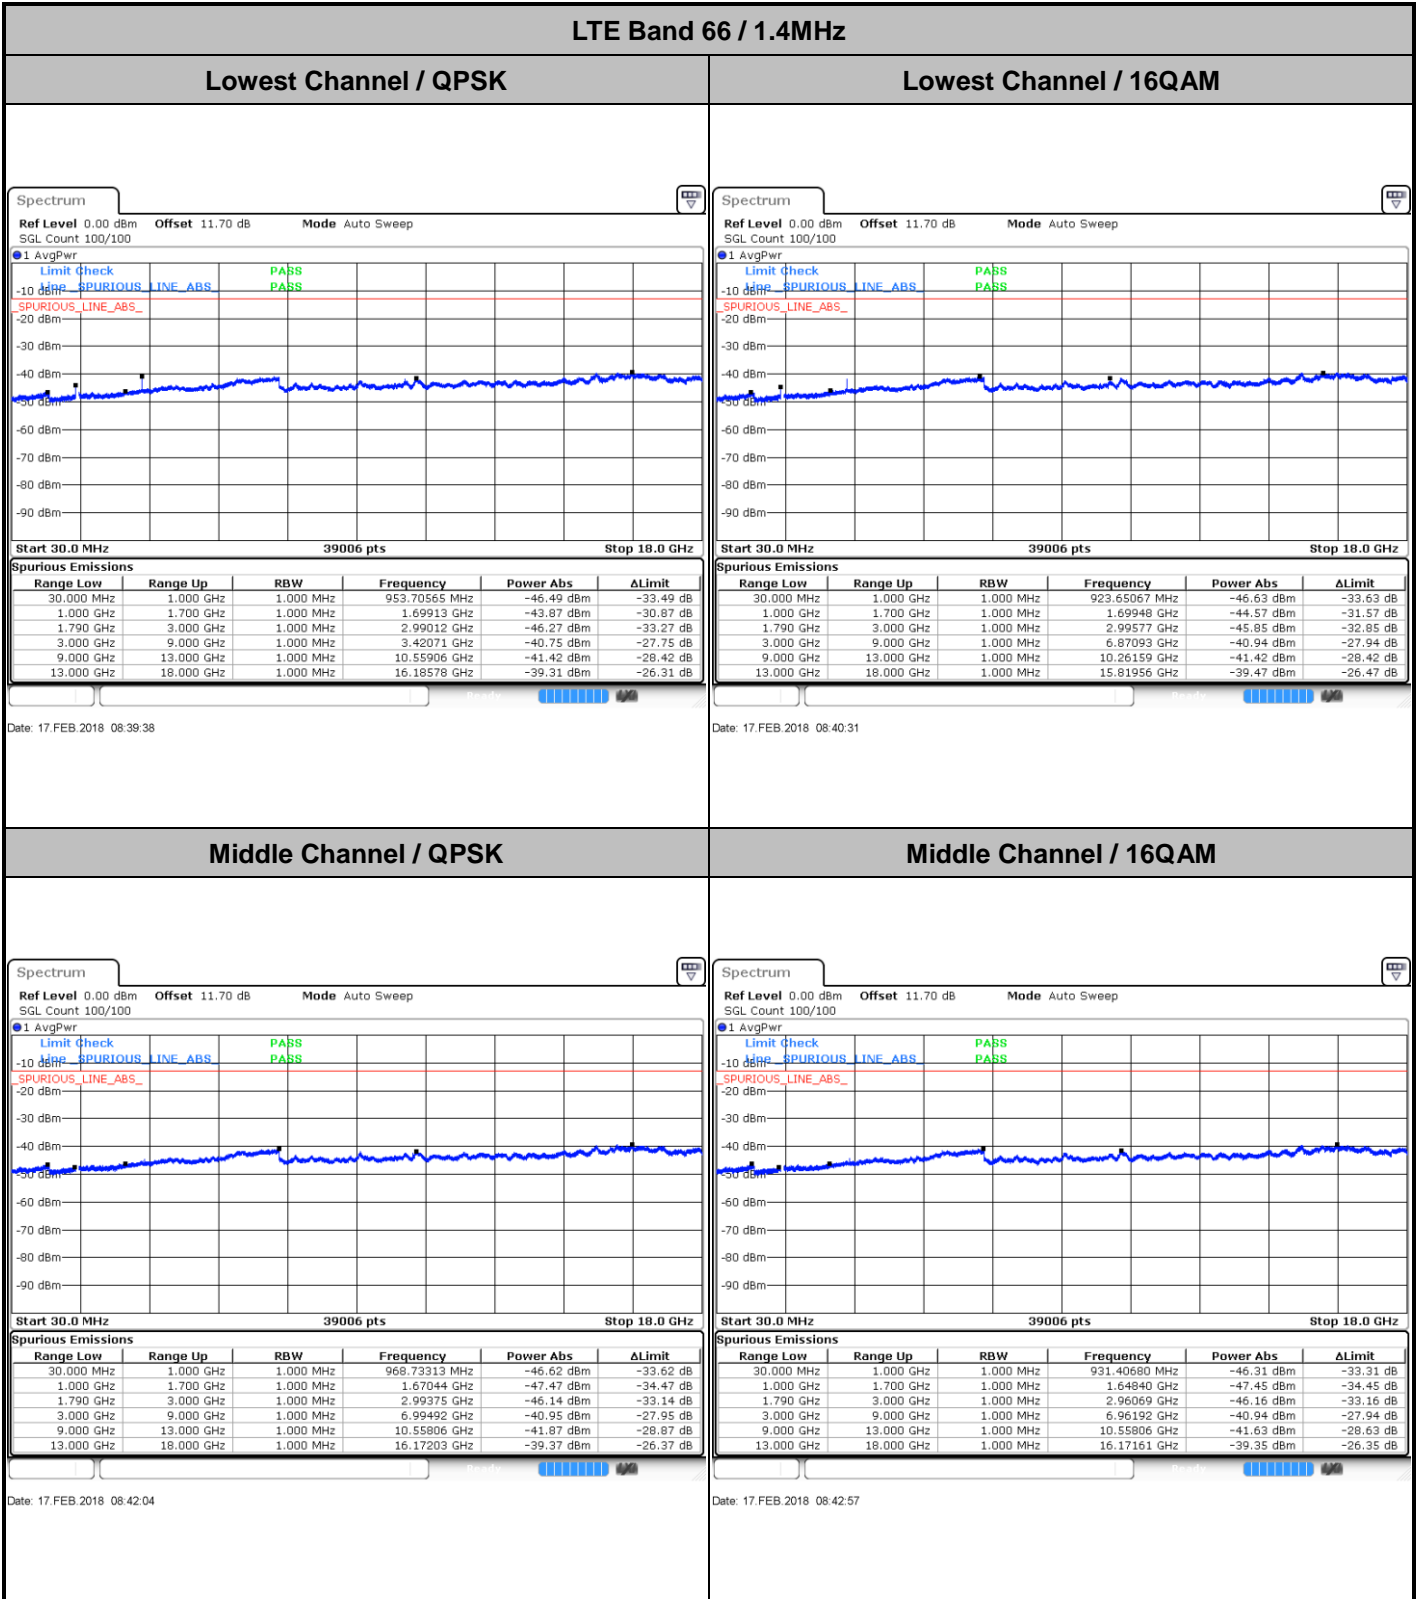 LTE Band 66 / 1.4MHz
Lowest Channel / QPSK
Lowest Channel / 16QAM
Spectrum
Ref Level 0.00 dBm Offset 11.70 dB Mode Auto Sweep
SGL Count 100/100
1 AvgPwr
Limit Check PASS
Line _SPURIOUS_LINE_ABS_ PASS
-10 dBm
_SPURIOUS_LINE_ABS_
-20 dBm
-30 dBm
-40 dBm
-50 dBm
-60 dBm
-70 dBm
-80 dBm
-90 dBm
Start 30.0 MHz 39006 pts Stop 18.0 GHz
Spurious Emissions
Range Low Range Up RBW Frequency Power Abs ΔLimit
30.000 MHz 1.000 GHz 1.000 MHz 953.70565 MHz -46.49 dBm -33.49 dB
1.000 GHz 1.700 GHz 1.000 MHz 1.69913 GHz -43.87 dBm -30.87 dB
1.790 GHz 3.000 GHz 1.000 MHz 2.99012 GHz -46.27 dBm -33.27 dB
3.000 GHz 9.000 GHz 1.000 MHz 3.42071 GHz -40.75 dBm -27.75 dB
9.000 GHz 13.000 GHz 1.000 MHz 10.55906 GHz -41.42 dBm -28.42 dB
13.000 GHz 18.000 GHz 1.000 MHz 16.18578 GHz -39.31 dBm -26.31 dB
Ready
Date: 17.FEB.2018 08:39:38
Spectrum
Ref Level 0.00 dBm Offset 11.70 dB Mode Auto Sweep
SGL Count 100/100
1 AvgPwr
Limit Check PASS
Line _SPURIOUS_LINE_ABS_ PASS
-10 dBm
_SPURIOUS_LINE_ABS_
-20 dBm
-30 dBm
-40 dBm
-50 dBm
-60 dBm
-70 dBm
-80 dBm
-90 dBm
Start 30.0 MHz 39006 pts Stop 18.0 GHz
Spurious Emissions
Range Low Range Up RBW Frequency Power Abs ΔLimit
30.000 MHz 1.000 GHz 1.000 MHz 923.65067 MHz -46.63 dBm -33.63 dB
1.000 GHz 1.700 GHz 1.000 MHz 1.69948 GHz -44.57 dBm -31.57 dB
1.790 GHz 3.000 GHz 1.000 MHz 2.99577 GHz -45.85 dBm -32.85 dB
3.000 GHz 9.000 GHz 1.000 MHz 6.87093 GHz -40.94 dBm -27.94 dB
9.000 GHz 13.000 GHz 1.000 MHz 10.26159 GHz -41.42 dBm -28.42 dB
13.000 GHz 18.000 GHz 1.000 MHz 15.81956 GHz -39.47 dBm -26.47 dB
Ready
Date: 17.FEB.2018 08:40:31
Middle Channel / QPSK
Middle Channel / 16QAM
Spectrum
Ref Level 0.00 dBm Offset 11.70 dB Mode Auto Sweep
SGL Count 100/100
1 AvgPwr
Limit Check PASS
Line _SPURIOUS_LINE_ABS_ PASS
-10 dBm
_SPURIOUS_LINE_ABS_
-20 dBm
-30 dBm
-40 dBm
-50 dBm
-60 dBm
-70 dBm
-80 dBm
-90 dBm
Start 30.0 MHz 39006 pts Stop 18.0 GHz
Spurious Emissions
Range Low Range Up RBW Frequency Power Abs ΔLimit
30.000 MHz 1.000 GHz 1.000 MHz 968.73313 MHz -46.62 dBm -33.62 dB
1.000 GHz 1.700 GHz 1.000 MHz 1.67044 GHz -47.47 dBm -34.47 dB
1.790 GHz 3.000 GHz 1.000 MHz 2.99375 GHz -46.14 dBm -33.14 dB
3.000 GHz 9.000 GHz 1.000 MHz 6.99492 GHz -40.95 dBm -27.95 dB
9.000 GHz 13.000 GHz 1.000 MHz 10.55806 GHz -41.87 dBm -28.87 dB
13.000 GHz 18.000 GHz 1.000 MHz 16.17203 GHz -39.37 dBm -26.37 dB
Ready
Date: 17.FEB.2018 08:42:04
Spectrum
Ref Level 0.00 dBm Offset 11.70 dB Mode Auto Sweep
SGL Count 100/100
1 AvgPwr
Limit Check PASS
Line _SPURIOUS_LINE_ABS_ PASS
-10 dBm
_SPURIOUS_LINE_ABS_
-20 dBm
-30 dBm
-40 dBm
-50 dBm
-60 dBm
-70 dBm
-80 dBm
-90 dBm
Start 30.0 MHz 39006 pts Stop 18.0 GHz
Spurious Emissions
Range Low Range Up RBW Frequency Power Abs ΔLimit
30.000 MHz 1.000 GHz 1.000 MHz 931.40680 MHz -46.31 dBm -33.31 dB
1.000 GHz 1.700 GHz 1.000 MHz 1.64840 GHz -47.45 dBm -34.45 dB
1.790 GHz 3.000 GHz 1.000 MHz 2.96069 GHz -46.16 dBm -33.16 dB
3.000 GHz 9.000 GHz 1.000 MHz 6.96192 GHz -40.94 dBm -27.94 dB
9.000 GHz 13.000 GHz 1.000 MHz 10.55806 GHz -41.63 dBm -28.63 dB
13.000 GHz 18.000 GHz 1.000 MHz 16.17161 GHz -39.35 dBm -26.35 dB
Ready
Date: 17.FEB.2018 08:42:57